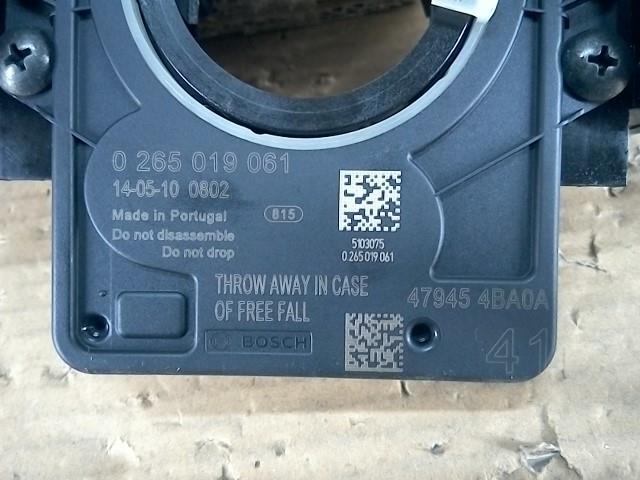 0 265 019 061
14-05-10 0802
Made in Portugal
815
Do not disassemble
Do not drop
5103075
0.265 019 061
THROW AWAY IN CASE
OF FREE FALL
47945 4BA0A
BOSCH
41